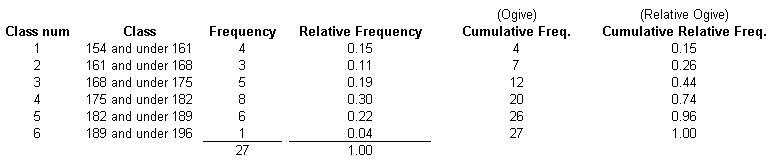 (Ogive) (Relative Ogive)
Class num Class Frequency Relative Frequency Cumulative Freq. Cumulative Relative Freq.
1 154 and under 161 4 0.15 4 0.15
2 161 and under 168 3 0.11 7 0.26
3 168 and under 175 5 0.19 12 0.44
4 175 and under 182 8 0.30 20 0.74
5 182 and under 189 6 0.22 26 0.96
6 189 and under 196 1 0.04 27 1.00
27 1.00